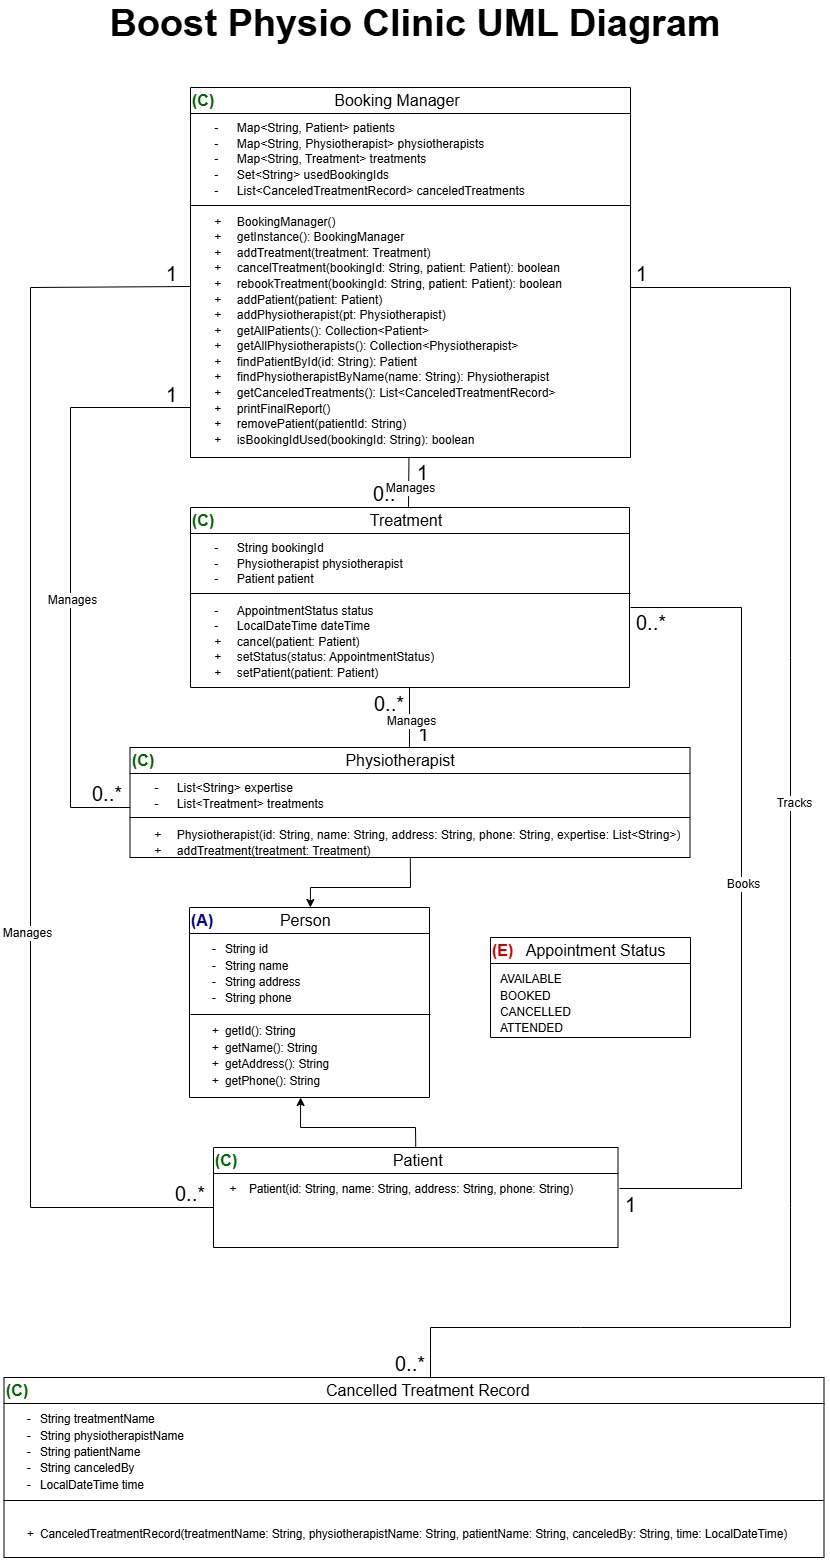 Boost Physio Clinic UML Diagram
(C) Booking Manager
- Map<String, Patient> patients
- Map<String, Physiotherapist> physiotherapists
- Map<String, Treatment> treatments
- Set<String> usedBookingIds
- List<CanceledTreatmentRecord> canceledTreatments
+ BookingManager()
+ getInstance(): BookingManager
+ addTreatment(treatment: Treatment)
+ cancelTreatment(bookingId: String, patient: Patient): boolean
+ rebookTreatment(bookingId: String, patient: Patient): boolean
+ addPatient(patient: Patient)
+ addPhysiotherapist(pt: Physiotherapist)
+ getAllPatients(): Collection<Patient>
+ getAllPhysiotherapists(): Collection<Physiotherapist>
+ findPatientById(id: String): Patient
+ findPhysiotherapistByName(name: String): Physiotherapist
+ getCanceledTreatments(): List<CanceledTreatmentRecord>
+ printFinalReport()
+ removePatient(patientId: String)
+ isBookingIdUsed(bookingId: String): boolean
1
1
1
1
Manages
0..
(C) Treatment
- String bookingId
- Physiotherapist physiotherapist
- Patient patient
- AppointmentStatus status
- LocalDateTime dateTime
+ cancel(patient: Patient)
+ setStatus(status: AppointmentStatus)
+ setPatient(patient: Patient)
Manages
0..*
0..*
Manages
1
(C) Physiotherapist
- List<String> expertise
- List<Treatment> treatments
+ Physiotherapist(id: String, name: String, address: String, phone: String, expertise: List<String>)
+ addTreatment(treatment: Treatment)
0..*
Tracks
Books
Manages
(A) Person
- String id
- String name
- String address
- String phone
+ getId(): String
+ getName(): String
+ getAddress(): String
+ getPhone(): String
(E) Appointment Status
AVAILABLE
BOOKED
CANCELLED
ATTENDED
(C) Patient
+ Patient(id: String, name: String, address: String, phone: String)
0..*
1
0..*
(C) Cancelled Treatment Record
- String treatmentName
- String physiotherapistName
- String patientName
- String canceledBy
- LocalDateTime time
+ CanceledTreatmentRecord(treatmentName: String, physiotherapistName: String, patientName: String, canceledBy: String, time: LocalDateTime)